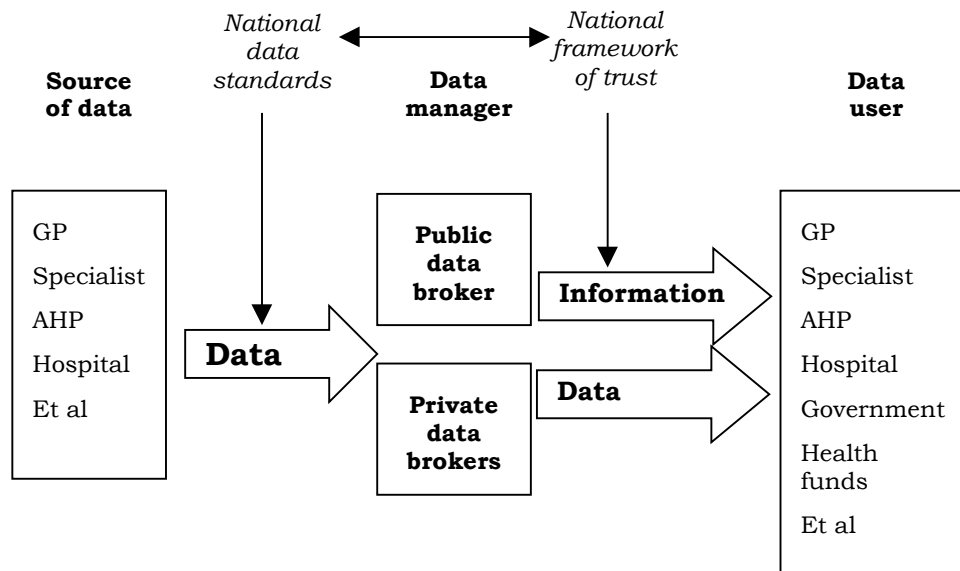 National
data
standards
National
framework
of trust
Source
of data
Data
manager
Data
user
GP
Specialist
AHP
Hospital
Et al
Data
Public
data
broker
Private
data
brokers
Information
Data
GP
Specialist
AHP
Hospital
Government
Health
funds
Et al